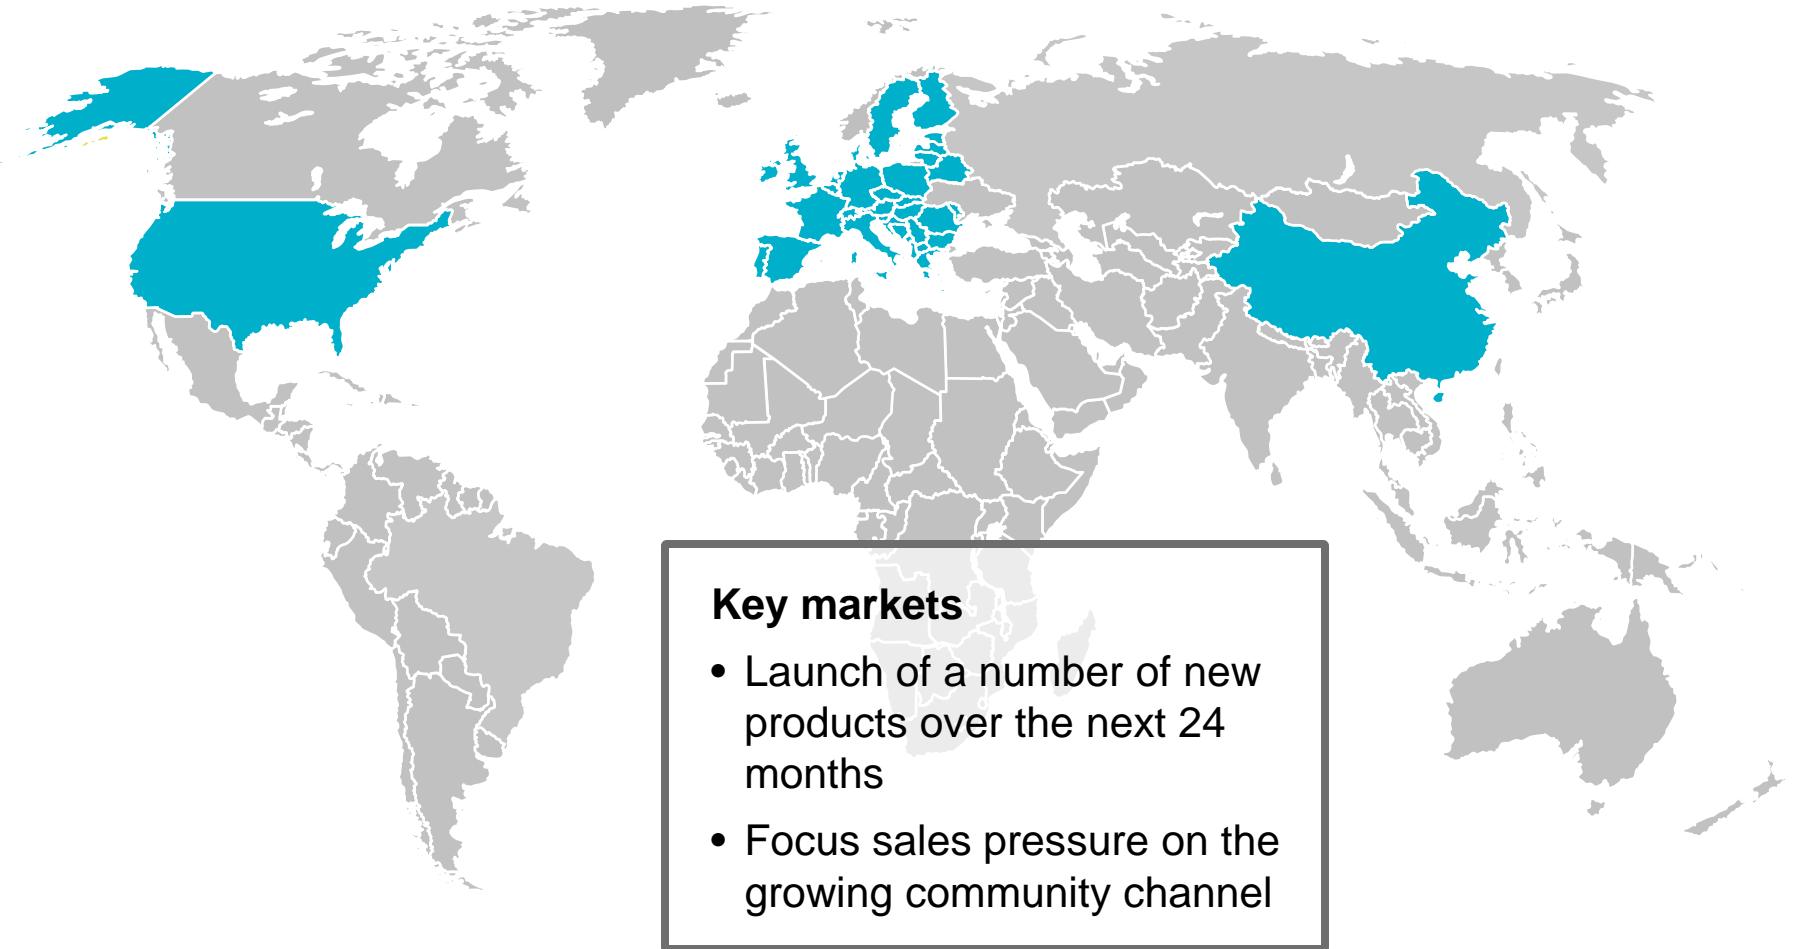 Key markets
• Launch of a number of new
products over the next 24
months
• Focus sales pressure on the
growing community channel